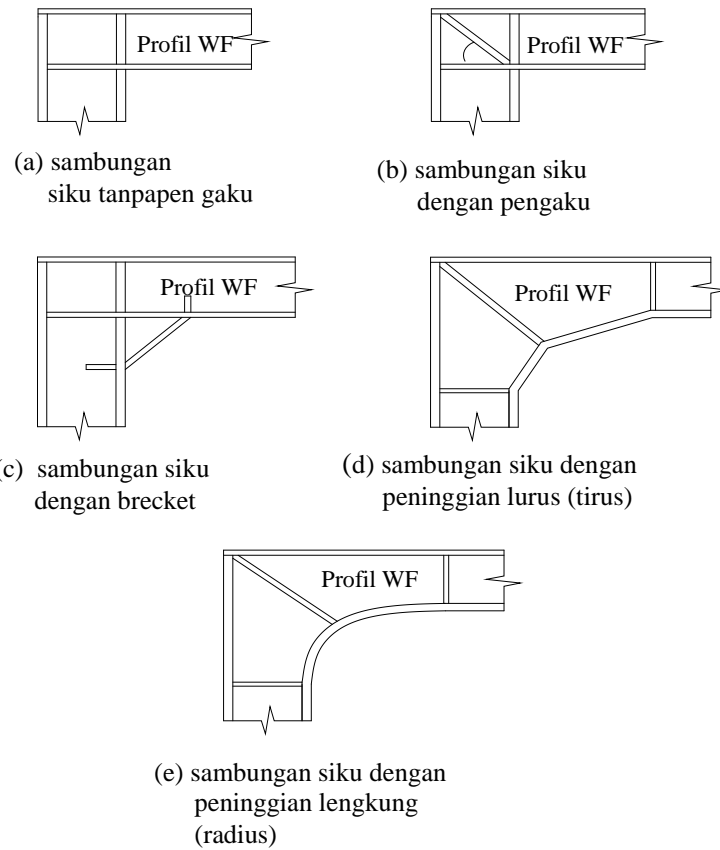 Profil WF
Profil WF
(a) sambungan
siku tanpapen gaku
(b) sambungan siku
dengan pengaku
Profil WF
Profil WF
(c) sambungan siku
dengan brecket
(d) sambungan siku dengan
peninggian lurus (tirus)
Profil WF
(e) sambungan siku dengan
peninggian lengkung
(radius)